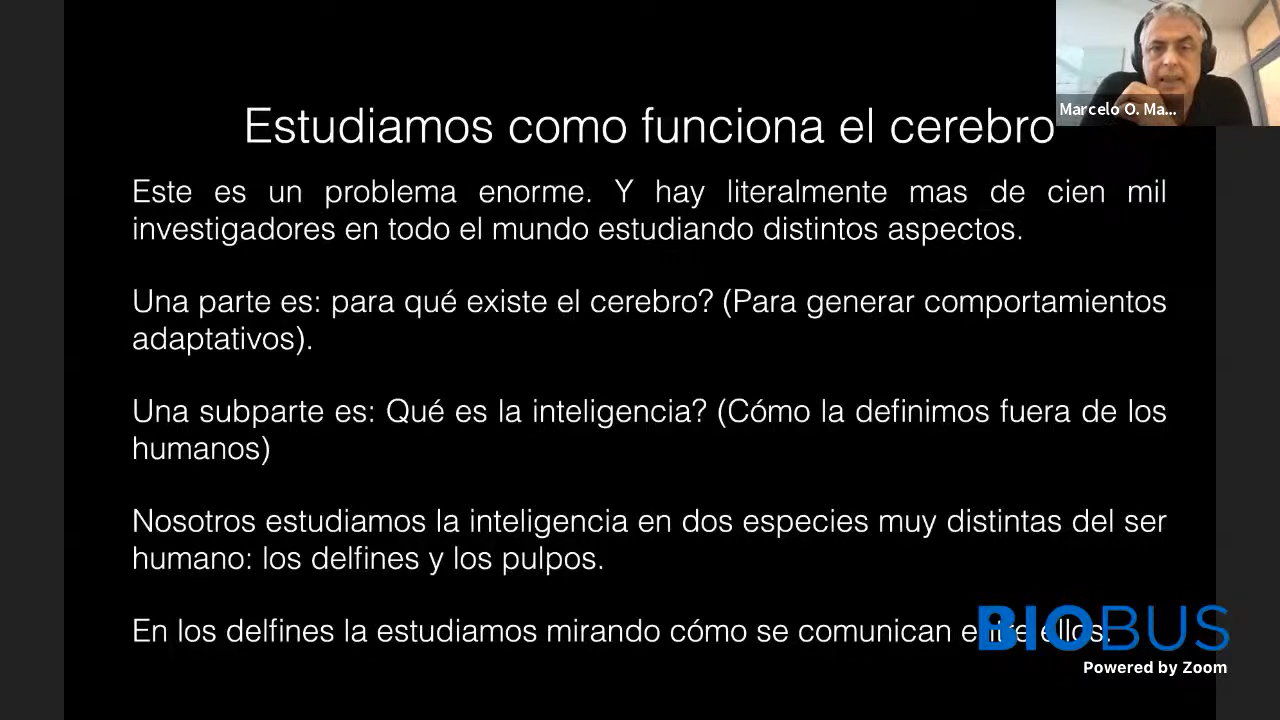 Marcelo O. Ma...
Estudiamos como funciona el cerebro
Este es un problema enorme. Y hay literalmente mas de cien mil
investigadores en todo el mundo estudiando distintos aspectos.
Una parte es: para qué existe el cerebro? (Para generar comportamientos
adaptativos).
Una subparte es: Qué es la inteligencia? (Cómo la definimos fuera de los
humanos)
Nosotros estudiamos la inteligencia en dos especies muy distintas del ser
humano: los delfines y los pulpos.
En los delfines la estudiamos mirando cómo se comunican entre ellos.
BIOBUS
Powered by Zoom